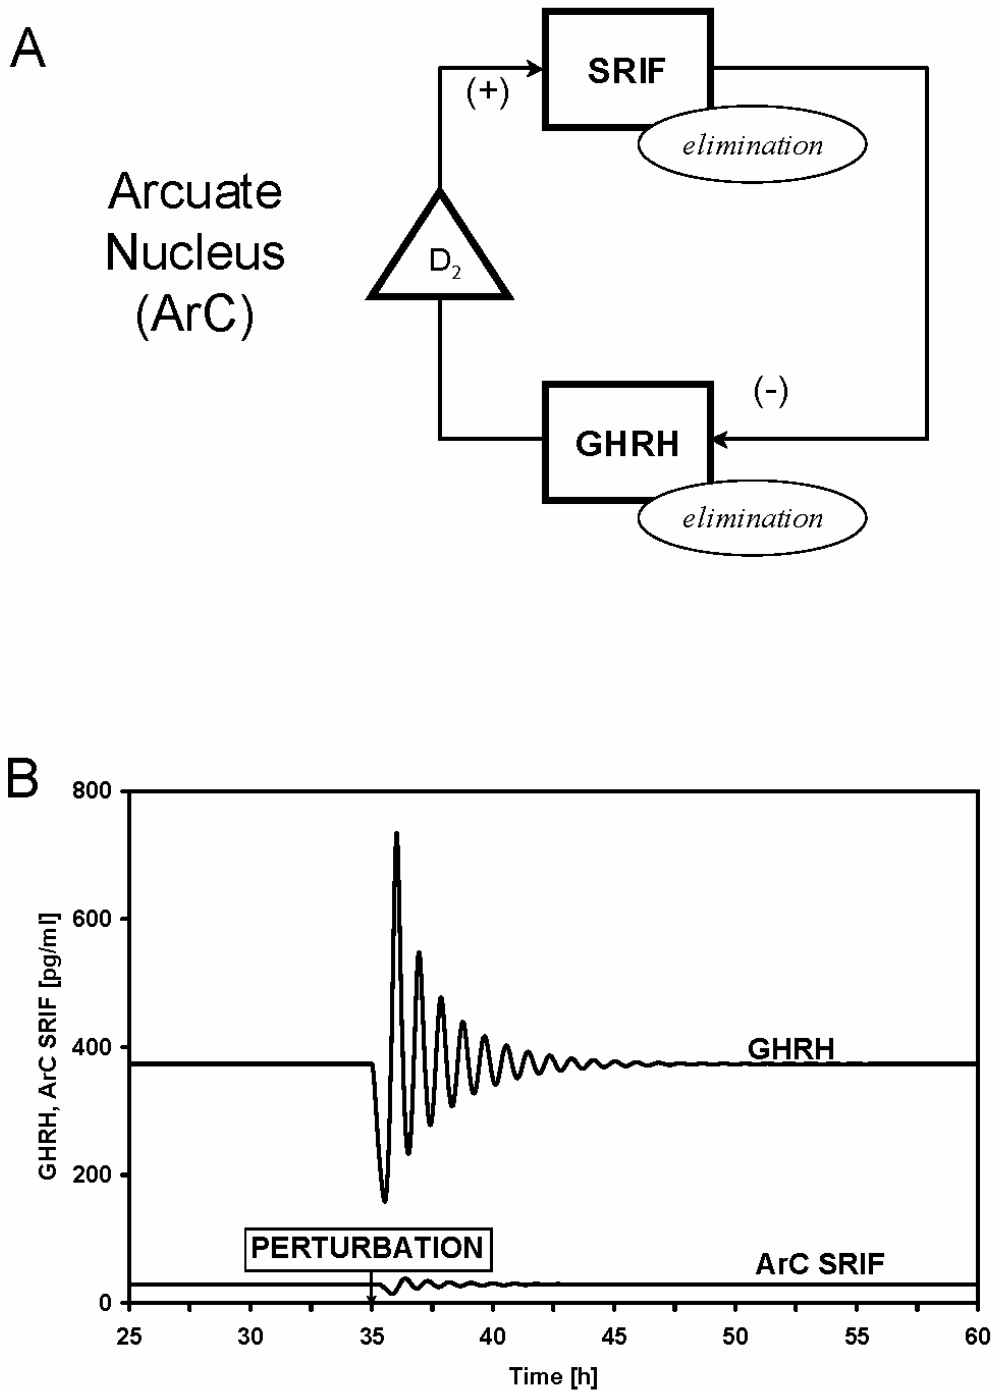 A
SRIF
(+)
elimination
Arcuate
Nucleus
(ArC)
D2
(-)
GHRH
elimination
B
800
600
400
200
0
GHRH, ArC SRIF [pg/ml]
GHRH
PERTURBATION
ArC SRIF
25 30 35 40 45 50 55 60
Time [h]